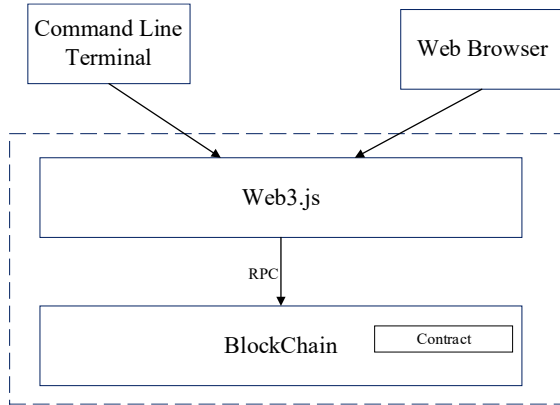 Command Line
Terminal
Web Browser
Web3.js
RPC
BlockChain
Contract